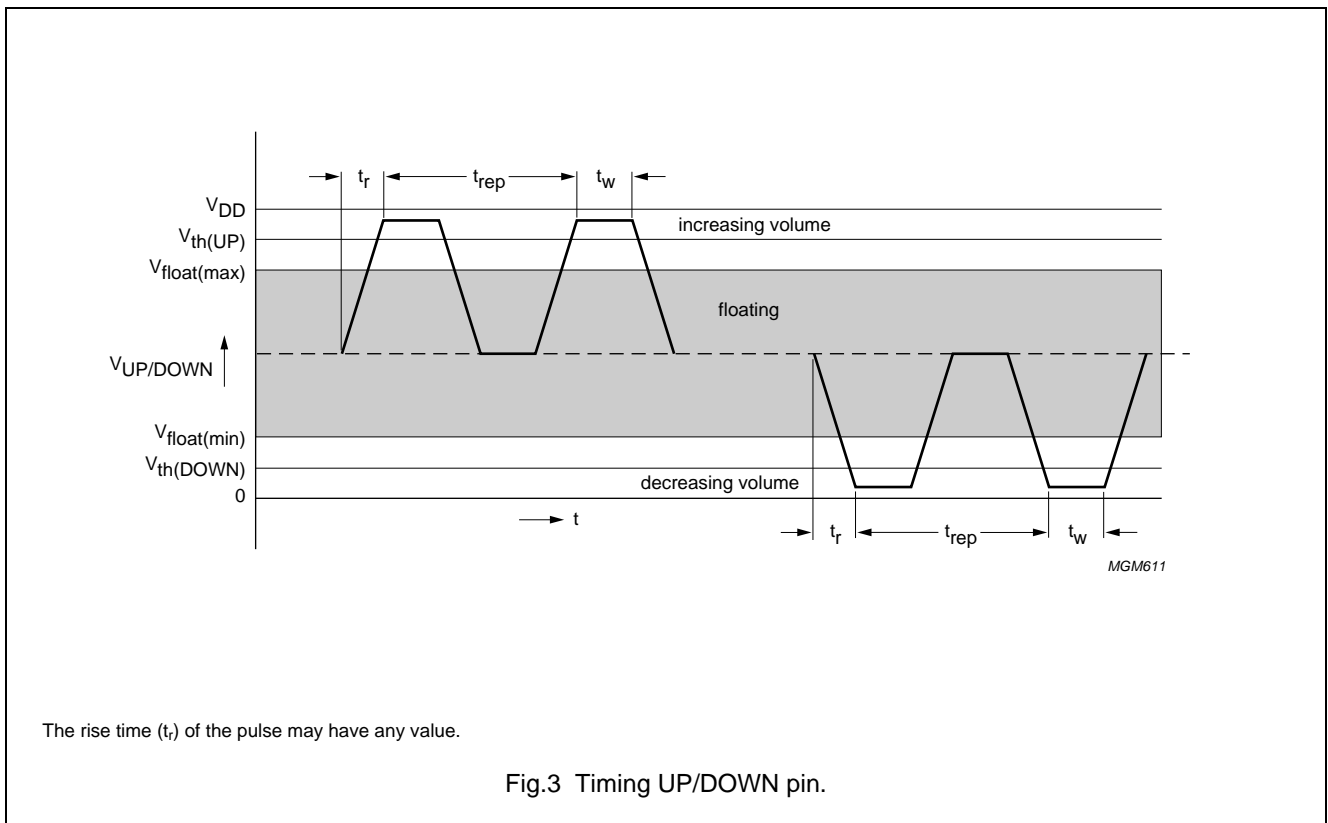 t_r t_rep t_w
V_DD
increasing volume
V_th(UP)
V_float(max)
floating
V_UP/DOWN
V_float(min)
V_th(DOWN)
decreasing volume
0
t
t_r t_rep t_w
MGM611
The rise time (t_r) of the pulse may have any value.
Fig.3 Timing UP/DOWN pin.